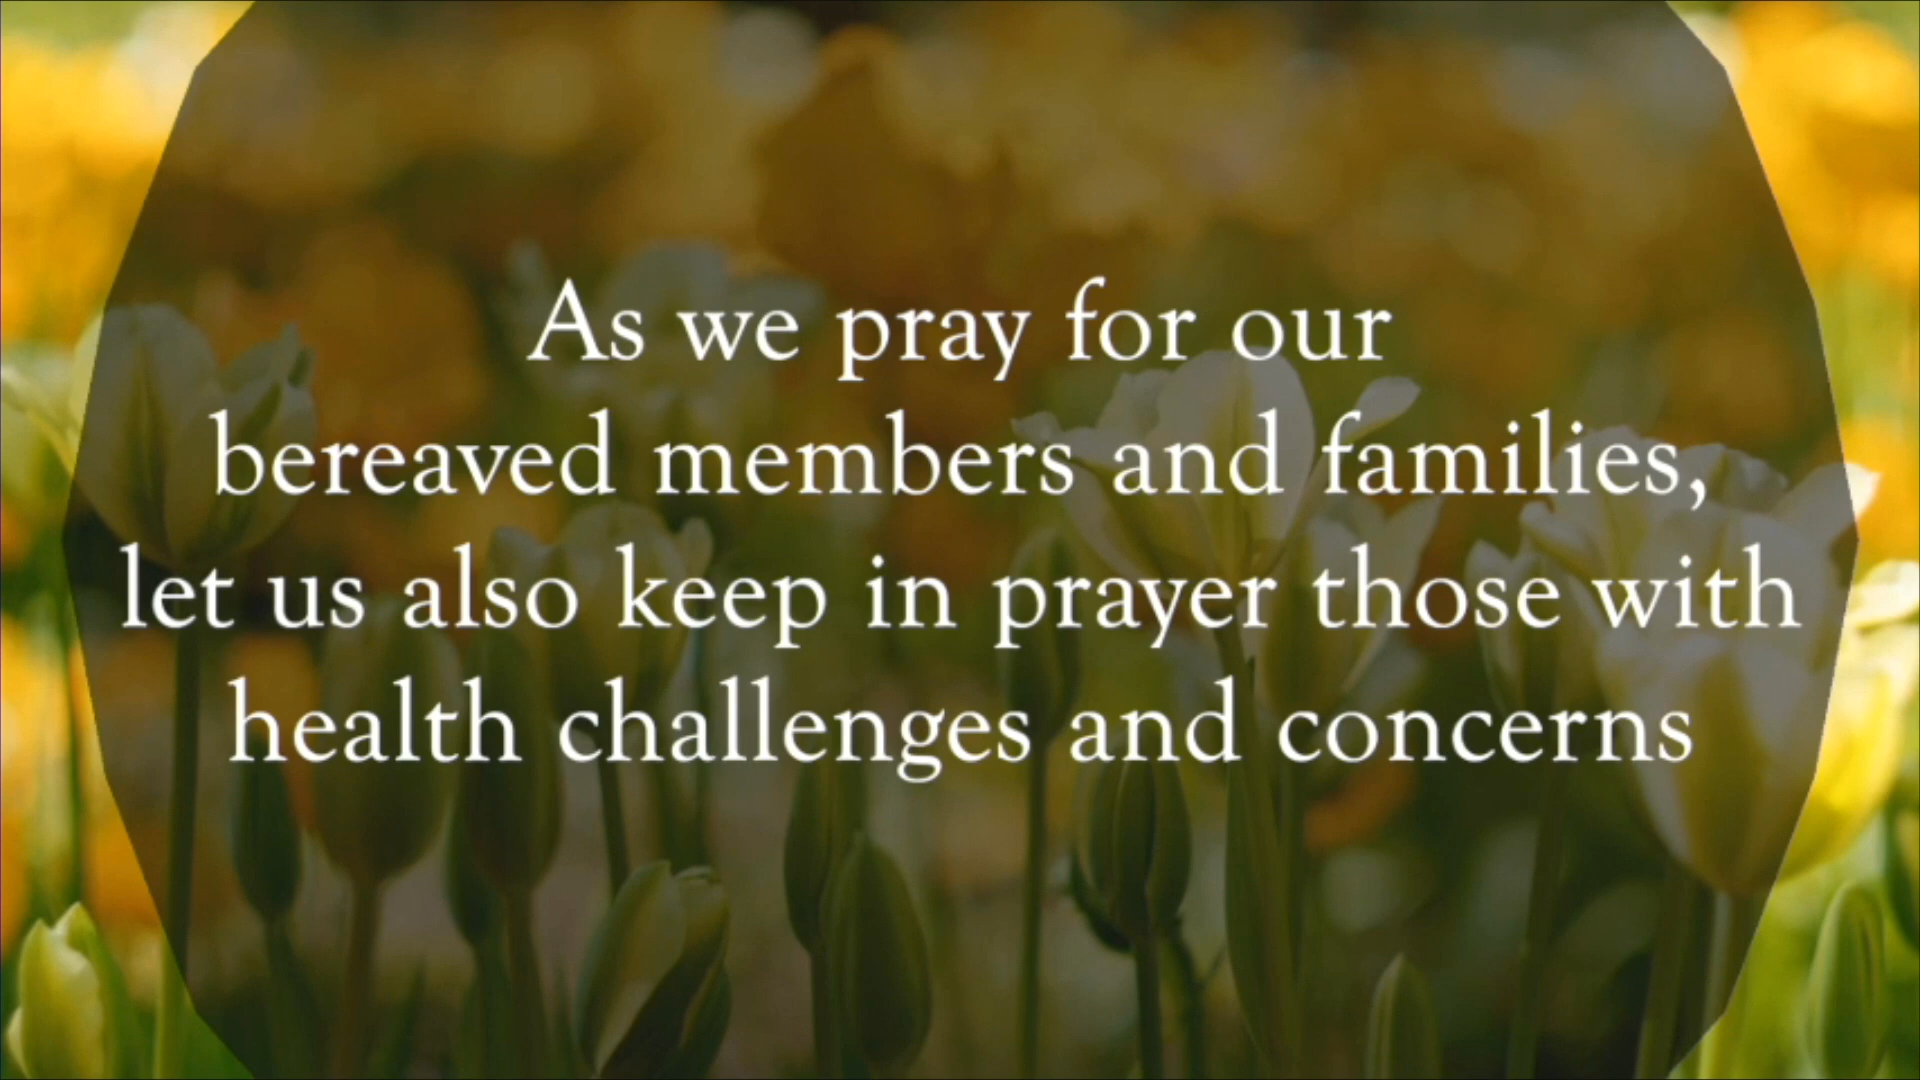 As we pray for our
bereaved members and families,
let us also keep in prayer those with
health challenges and concerns